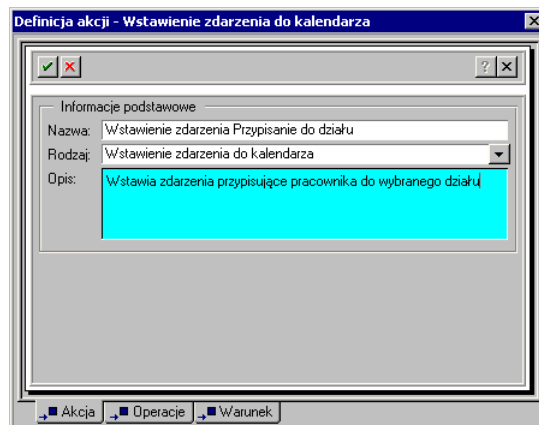 Definicja akcji - Wstawienie zdarzenia do kalendarza
Informacje podstawowe
Nazwa: Wstawienie zdarzenia Przypisanie do działu
Rodzaj: Wstawienie zdarzenia do kalendarza
Opis: Wstawia zdarzenia przypisujące pracownika do wybranego działu
Akcja Operacje Warunek